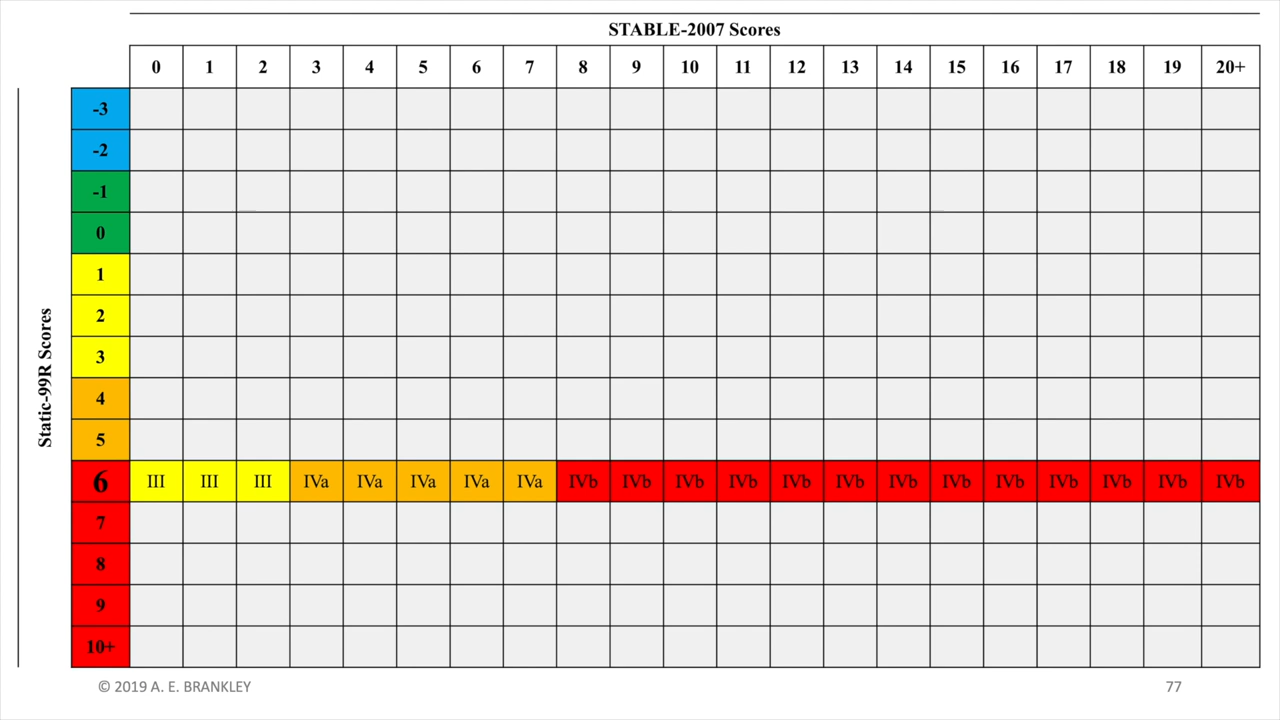 STABLE-2007 Scores
0 1 2 3 4 5 6 7 8 9 10 11 12 13 14 15 16 17 18 19 20+
Static-99R Scores
-3
-2
-1
0
1
2
3
4
5
6 III III III IVa IVa IVa IVa IVa IVb IVb IVb IVb IVb IVb IVb IVb IVb IVb IVb IVb IVb
7
8
9
10+
© 2019 A. E. BRANKLEY 77